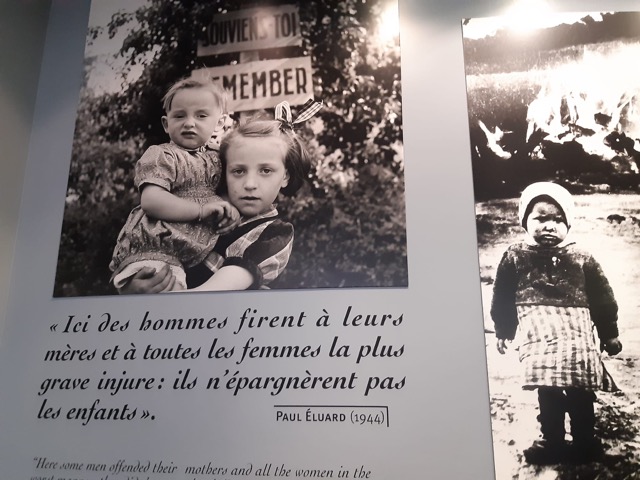 SOUVIENS-TOI
REMEMBER
« Ici des hommes firent à leurs
mères et à toutes les femmes la plus
grave injure : ils n'épargnèrent pas
les enfants ».
PAUL ÉLUARD (1944)
"Here some men offended their mothers and all the women in the